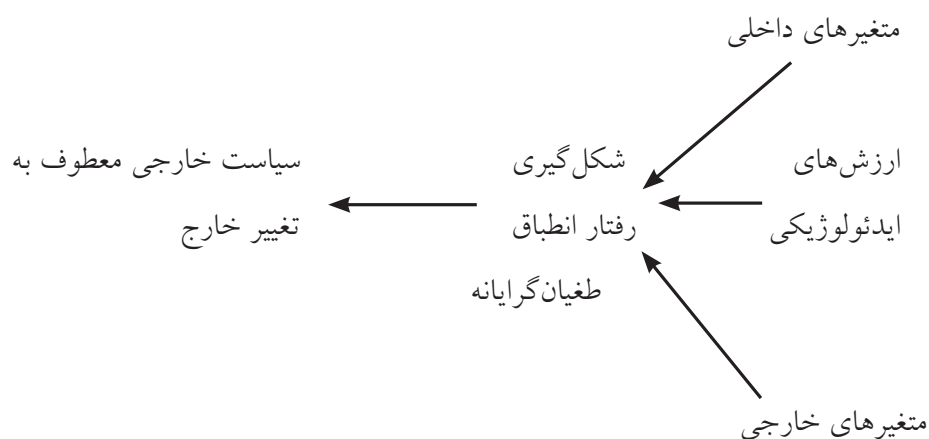 متغیرهای داخلی
ارزش‌های
ایدئولوژیکی
شکل‌گیری
رفتار انطباق
طغیان‌گرایانه
سیاست خارجی معطوف به
تغییر خارج
متغیرهای خارجی